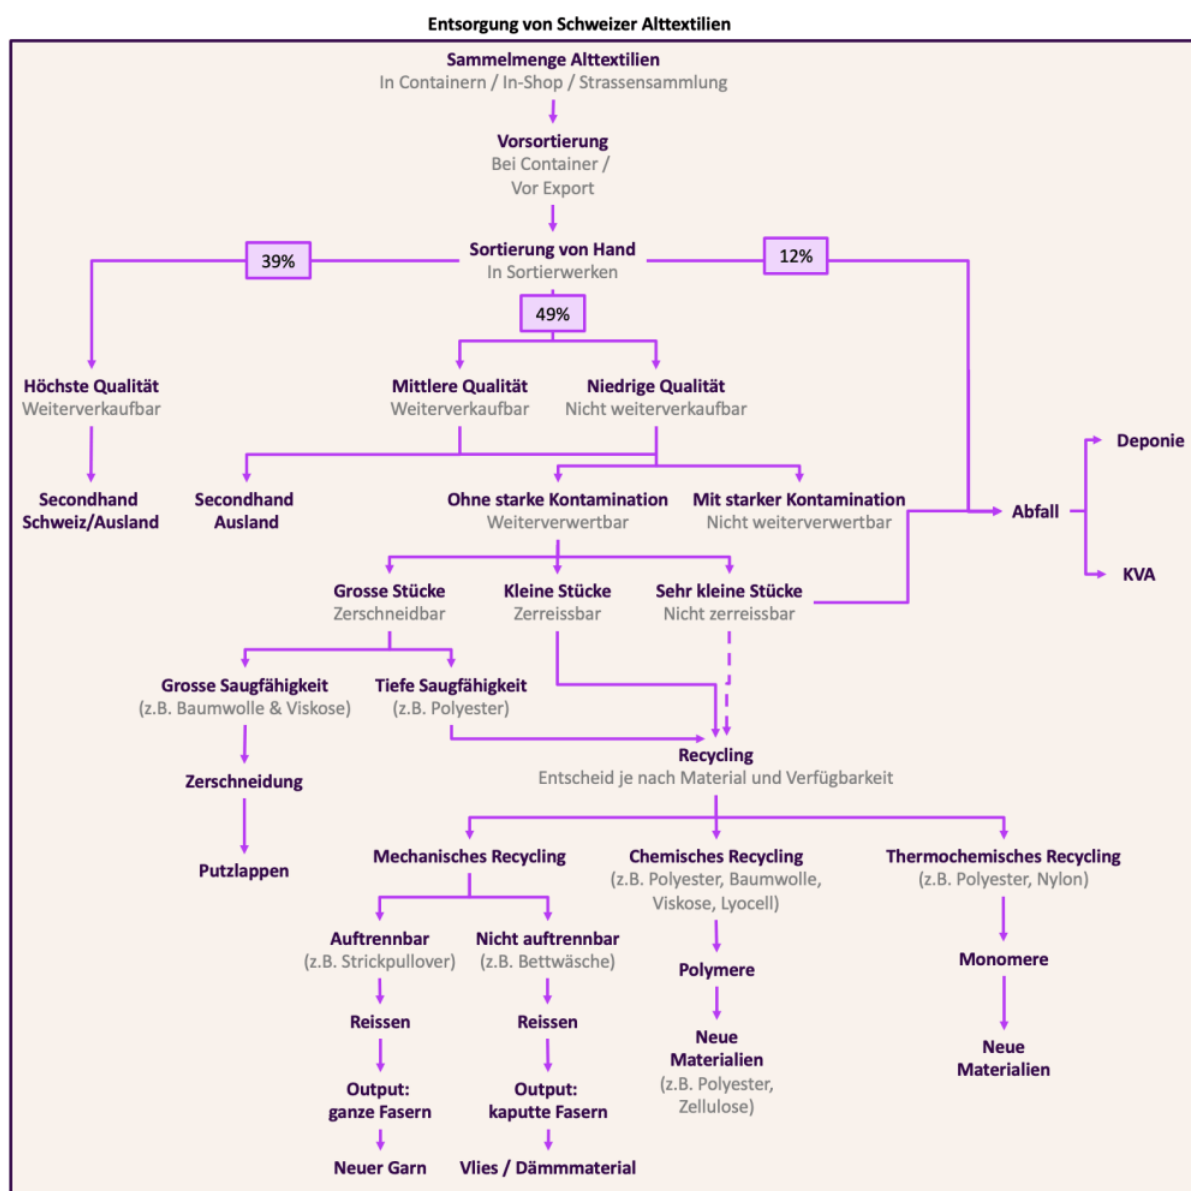 Entsorgung von Schweizer Alttextilien
Sammelmenge Alttextilien
In Containern / In-Shop / Strassensammlung
Vorsortierung
Bei Container /
Vor Export
Sortierung von Hand
In Sortierwerken
39%
12%
49%
Höchste Qualität
Weiterverkaufbar
Mittlere Qualität
Weiterverkaufbar
Niedrige Qualität
Nicht weiterverkaufbar
Secondhand
Schweiz/Ausland
Secondhand
Ausland
Ohne starke Kontamination
Weiterverwertbar
Mit starker Kontamination
Nicht weiterverwertbar
Abfall
Deponie
KVA
Grosse Stücke
Zerschneidbar
Kleine Stücke
Zerreissbar
Sehr kleine Stücke
Nicht zerreissbar
Grosse Saugfähigkeit
(z.B. Baumwolle & Viskose)
Tiefe Saugfähigkeit
(z.B. Polyester)
Zerschneidung
Putzlappen
Recycling
Entscheid je nach Material und Verfügbarkeit
Mechanisches Recycling
Chemisches Recycling
(z.B. Polyester, Baumwolle,
Viskose, Lyocell)
Thermochemisches Recycling
(z.B. Polyester, Nylon)
Auftrennbar
(z.B. Strickpullover)
Nicht auftrennbar
(z.B. Bettwäsche)
Polymere
Monomere
Reissen
Reissen
Neue
Materialien
(z.B. Polyester,
Zellulose)
Neue
Materialien
Output:
ganze Fasern
Output:
kaputte Fasern
Neuer Garn
Vlies / Dämmmaterial